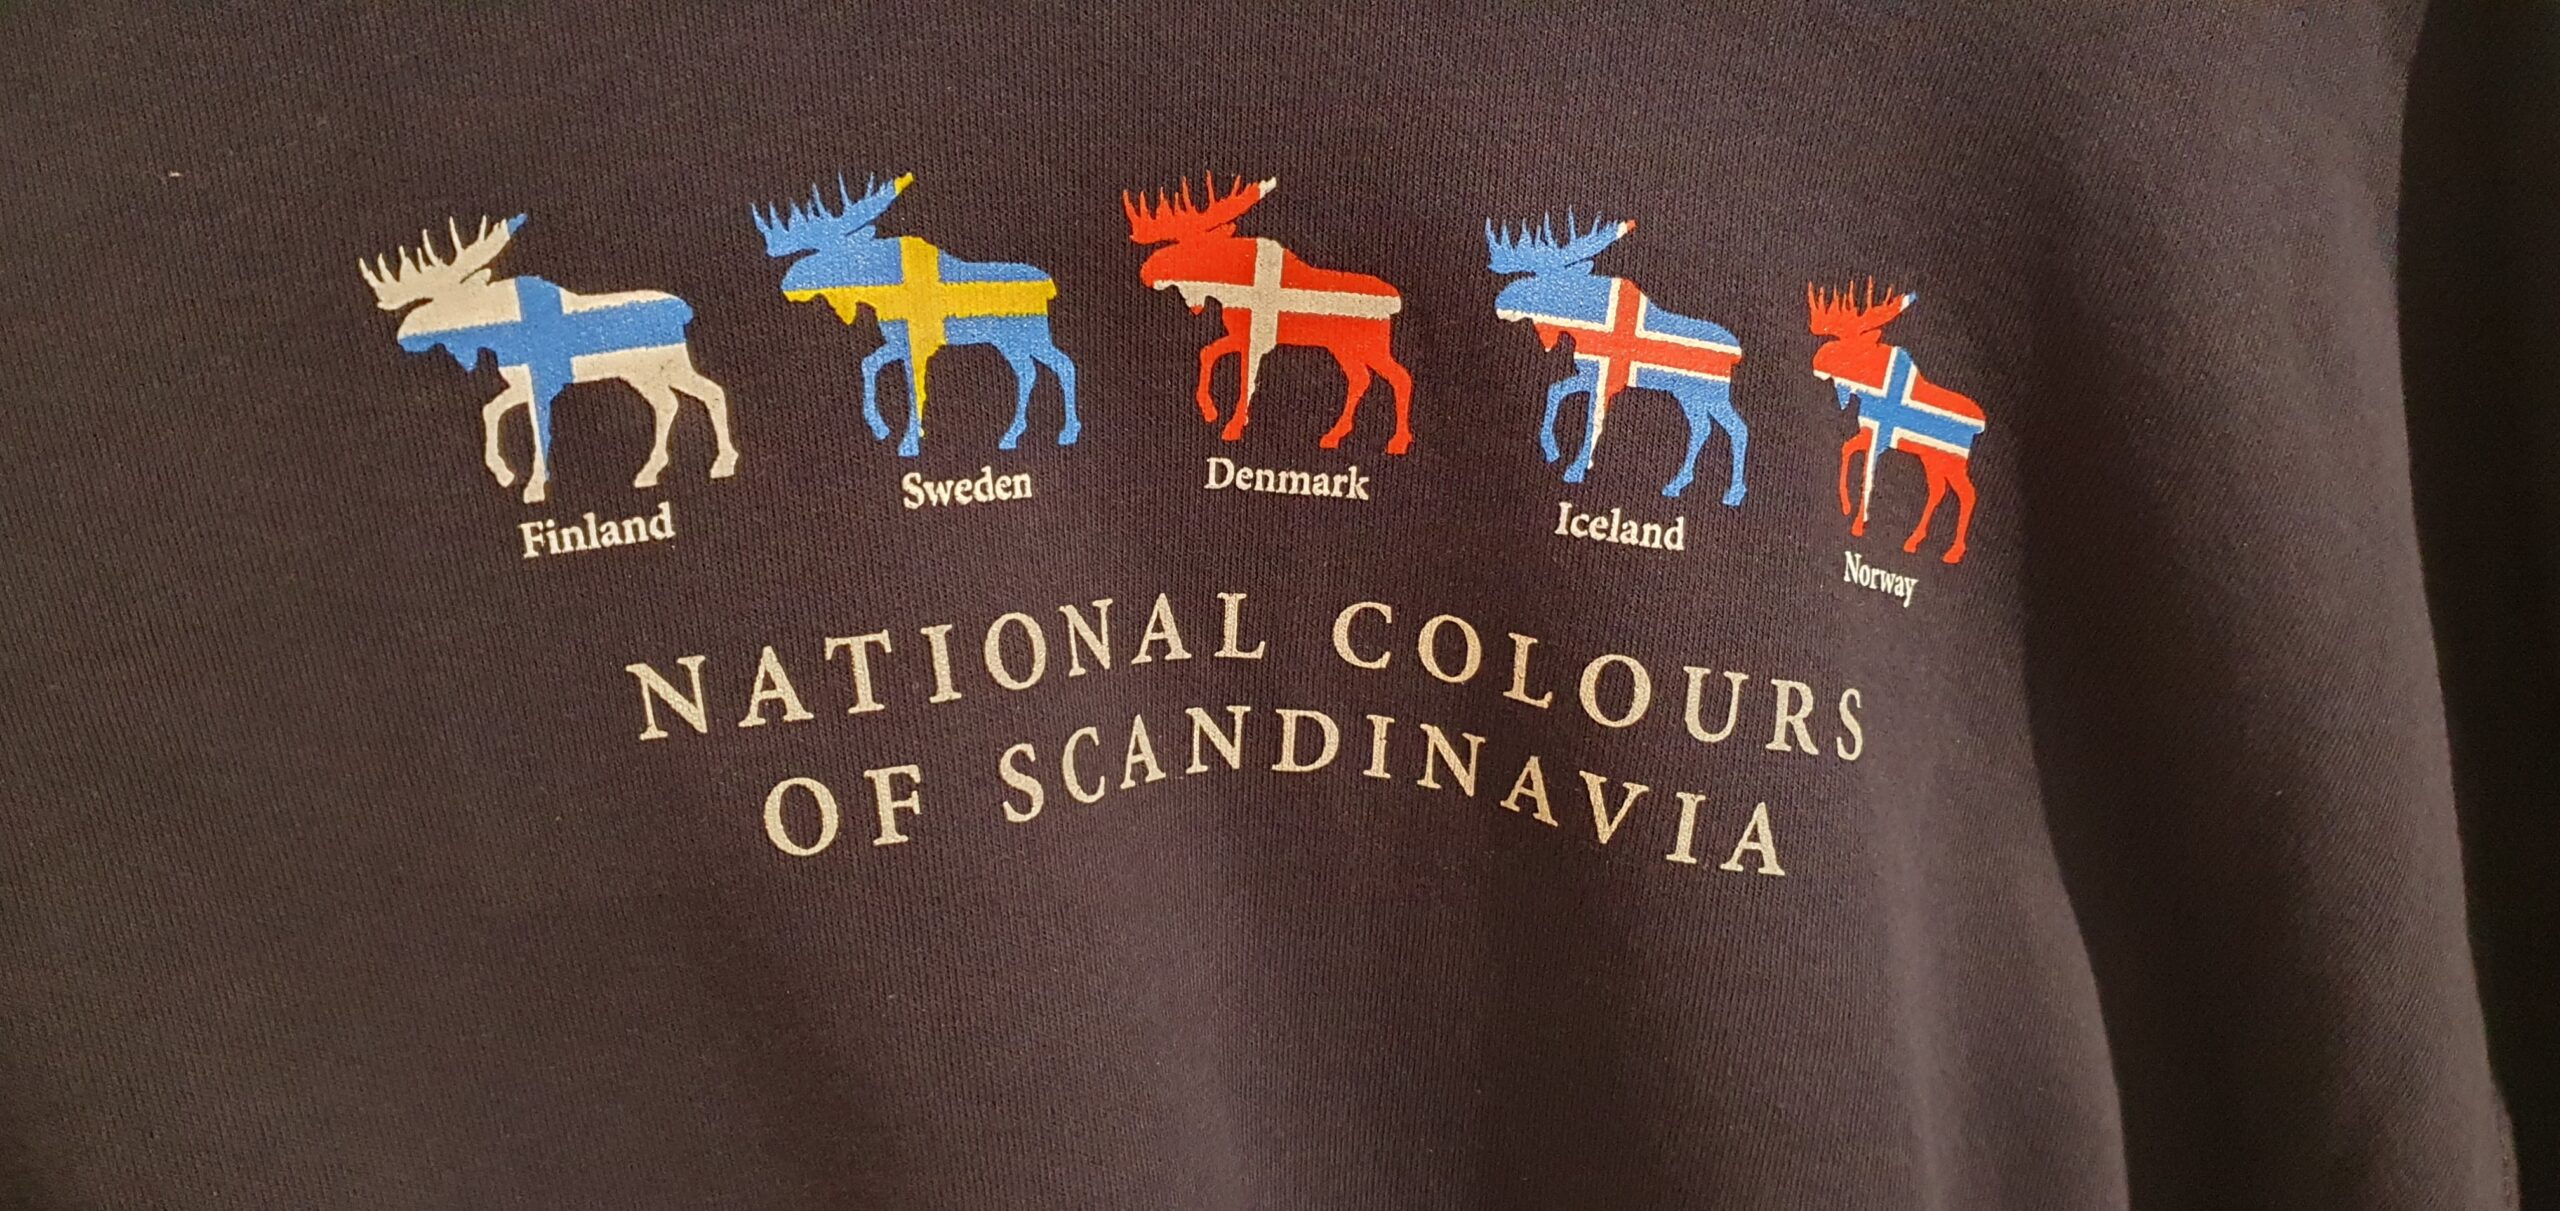 Finland
Sweden
Denmark
Iceland
Norway
NATIONAL COLOURS
OF SCANDINAVIA